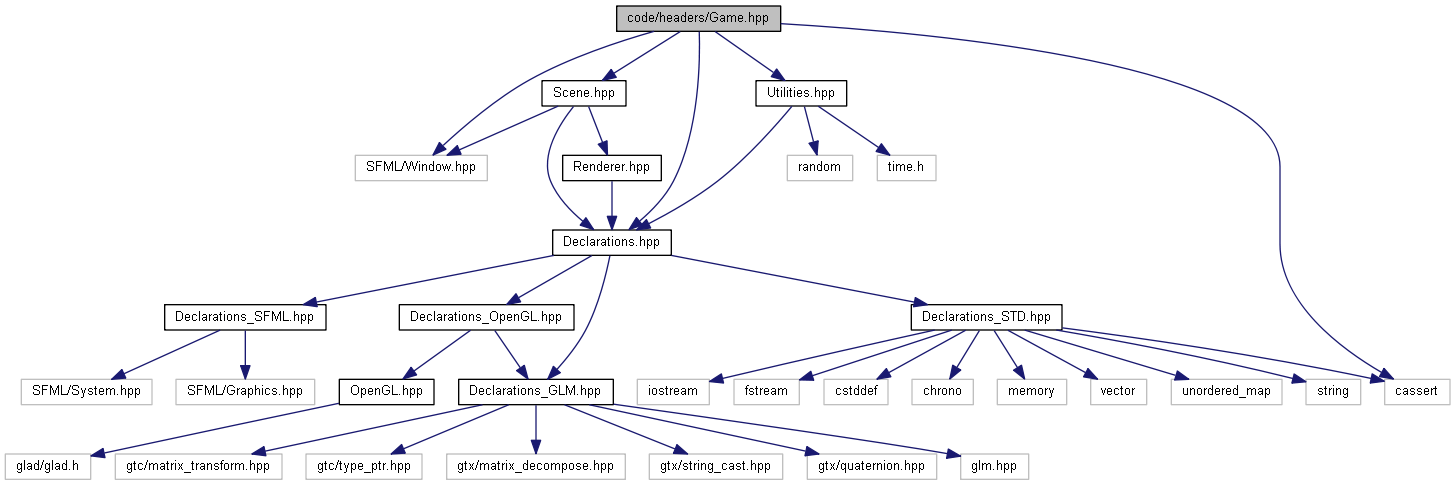 code/headers/Game.hpp
Scene.hpp
Utilities.hpp
SFML/Window.hpp
Renderer.hpp
random
time.h
Declarations.hpp
Declarations_SFML.hpp
Declarations_OpenGL.hpp
Declarations_STD.hpp
SFML/System.hpp
SFML/Graphics.hpp
OpenGL.hpp
Declarations_GLM.hpp
iostream
fstream
cstddef
chrono
memory
vector
unordered_map
string
cassert
glad/glad.h
gtc/matrix_transform.hpp
gtc/type_ptr.hpp
gtx/matrix_decompose.hpp
gtx/string_cast.hpp
gtx/quaternion.hpp
glm.hpp